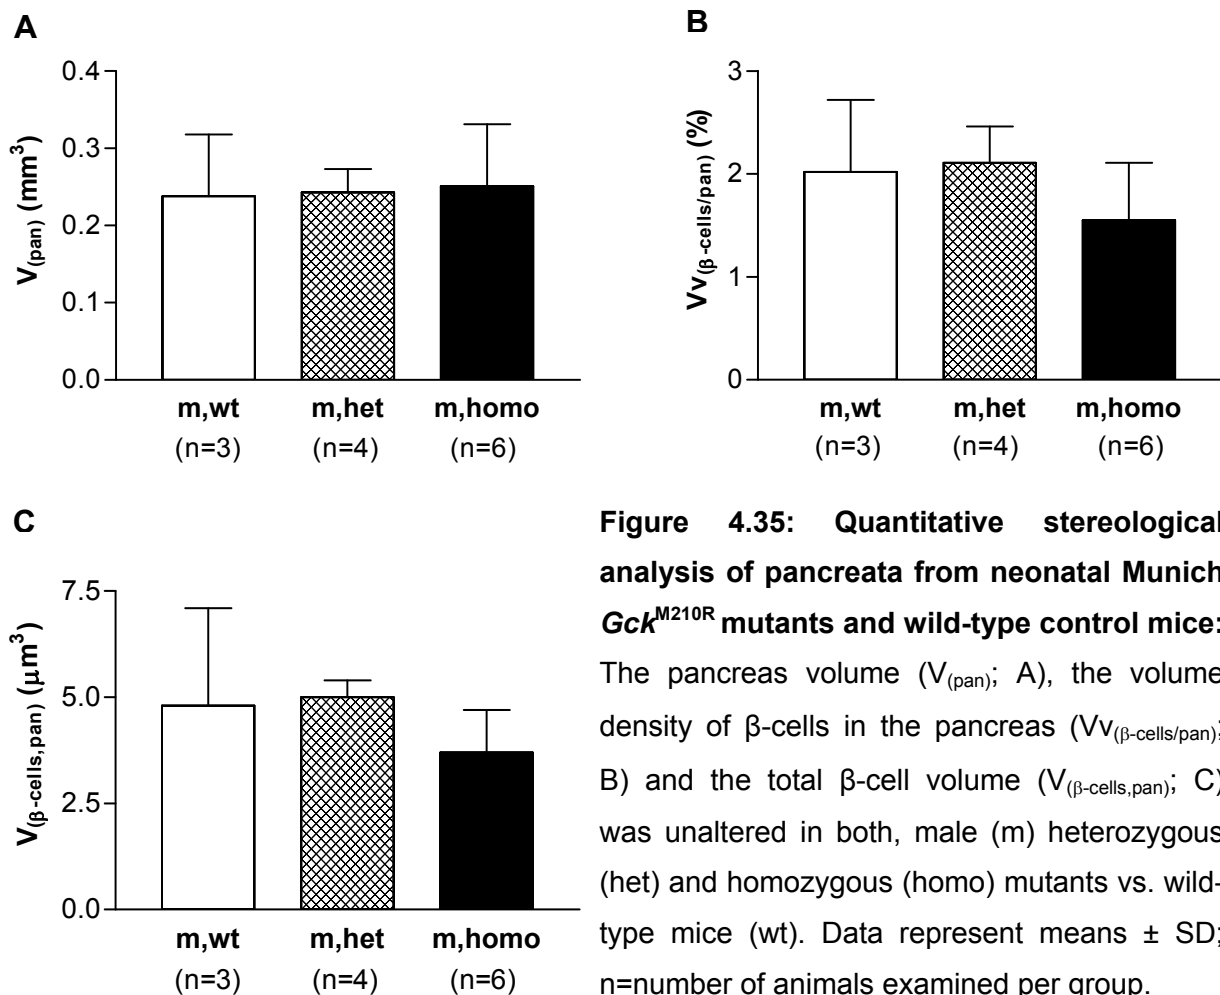 A
V(pan) (mm³)
0.4
0.3
0.2
0.1
0.0
m,wt m,het m,homo
(n=3) (n=4) (n=6)
B
Vv(β-cells/pan) (%)
3
2
1
0
m,wt m,het m,homo
(n=3) (n=4) (n=6)
C
V(β-cells,pan) (µm³)
7.5
5.0
2.5
0.0
m,wt m,het m,homo
(n=3) (n=4) (n=6)
Figure 4.35: Quantitative stereological
analysis of pancreata from neonatal Munich
Gck^M210R mutants and wild-type control mice:
The pancreas volume (V(pan); A), the volume
density of β-cells in the pancreas (Vv(β-cells/pan);
B) and the total β-cell volume (V(β-cells,pan); C)
was unaltered in both, male (m) heterozygous
(het) and homozygous (homo) mutants vs. wild-
type mice (wt). Data represent means ± SD;
n=number of animals examined per group.